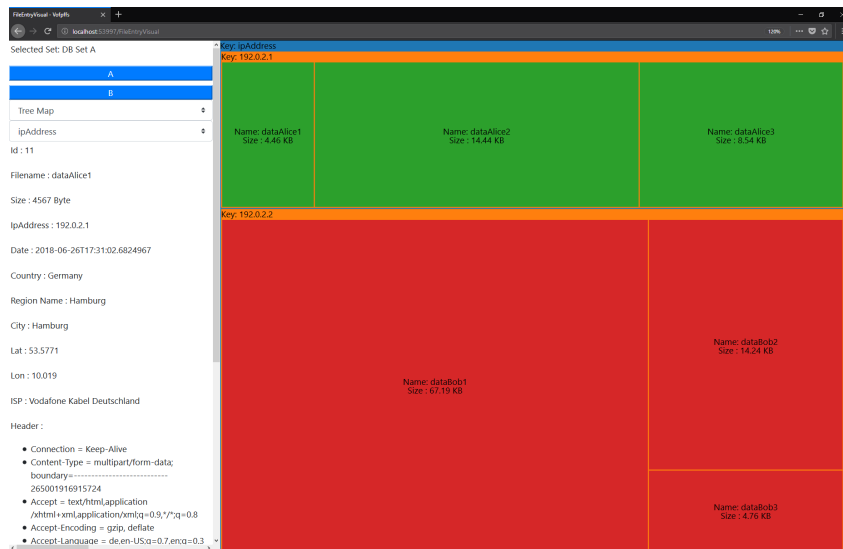 FileEntryVisual - Volpffs
localhost:53997/FileEntryVisual
120%
Selected Set: DB Set A
A
B
Tree Map
ipAddress
Id : 11
Filename : dataAlice1
Size : 4567 Byte
IpAddress : 192.0.2.1
Date : 2018-06-26T17:31:02.6824967
Country : Germany
Region Name : Hamburg
City : Hamburg
Lat : 53.5771
Lon : 10.019
ISP : Vodafone Kabel Deutschland
Header :
Connection = Keep-Alive
Content-Type = multipart/form-data;
boundary=---------------------------
265001916915724
Accept = text/html,application
/xhtml+xml,application/xml;q=0.9,*/*;q=0.8
Accept-Encoding = gzip, deflate
Accept-Language = de,en-US;q=0.7,en;q=0.3
Key: ipAddress
Key: 192.0.2.1
Name: dataAlice1
Size : 4.46 KB
Name: dataAlice2
Size : 14.44 KB
Name: dataAlice3
Size : 8.54 KB
Key: 192.0.2.2
Name: dataBob1
Size : 67.19 KB
Name: dataBob2
Size : 14.24 KB
Name: dataBob3
Size : 4.76 KB